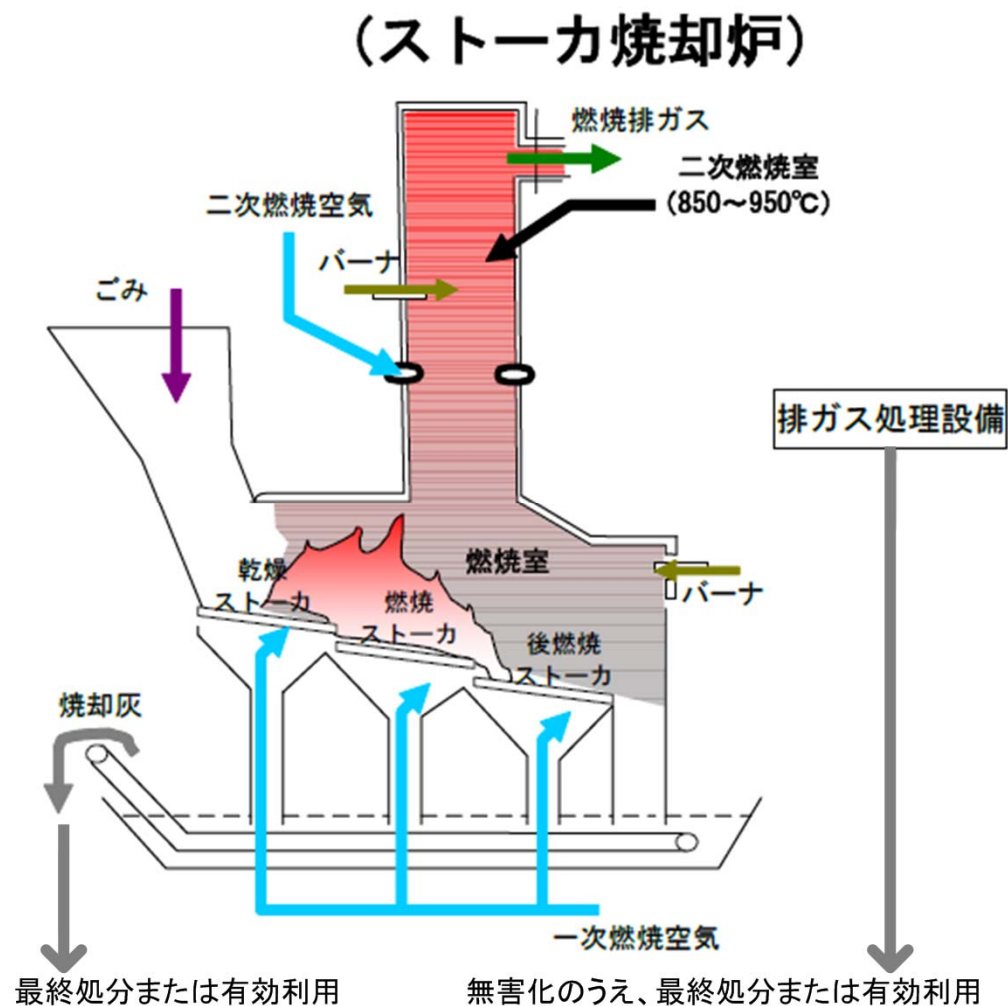 （ストーカ焼却炉）
燃焼排ガス
二次燃焼室
（850～950℃）
二次燃焼空気
バーナ
ごみ
排ガス処理設備
燃焼室
乾燥
ストーカ
燃焼
ストーカ
バーナ
後燃焼
ストーカ
焼却灰
一次燃焼空気
最終処分または有効利用
無害化のうえ、最終処分または有効利用